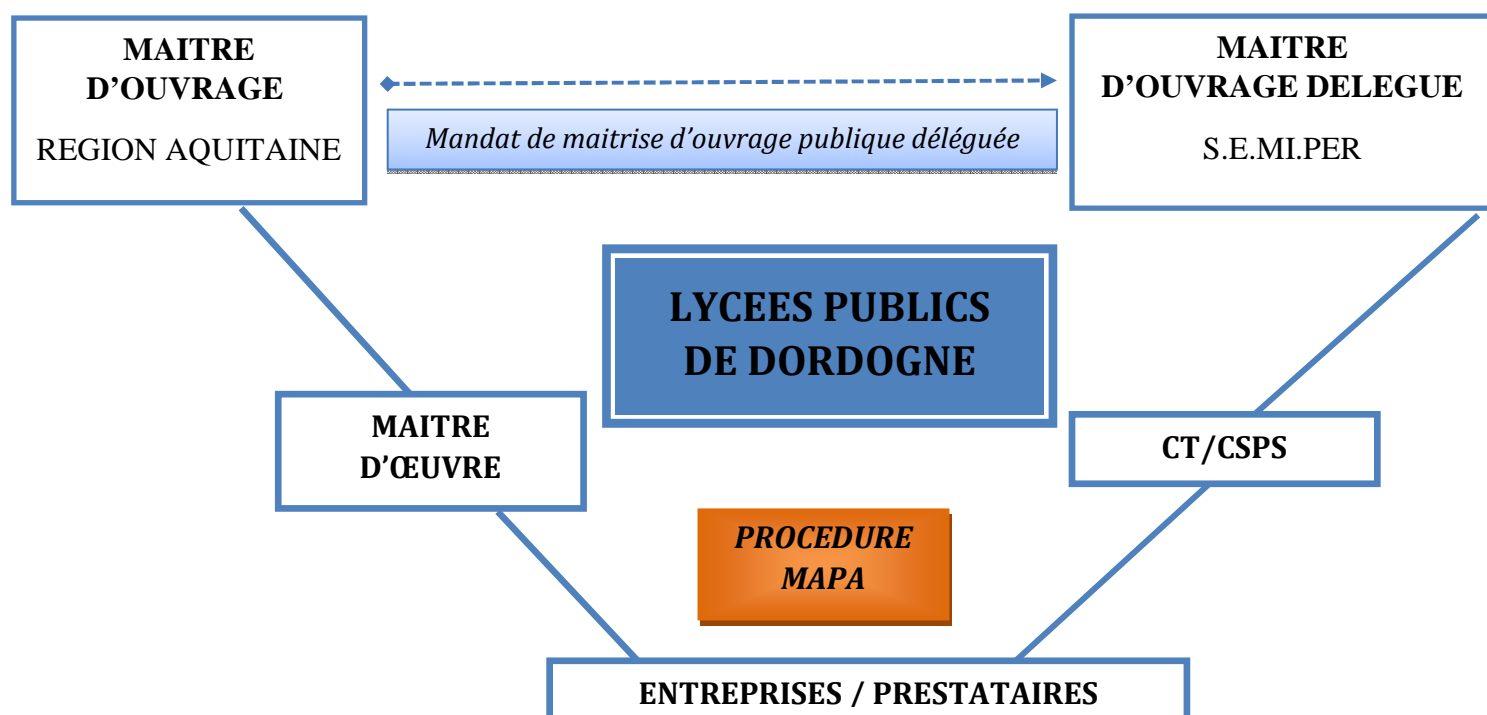 MAITRE
D'OUVRAGE
REGION AQUITAINE
Mandat de maitrise d'ouvrage publique déléguée
MAITRE
D'OUVRAGE DELEGUE
S.E.MI.PER
LYCEES PUBLICS
DE DORDOGNE
MAITRE
D'ŒUVRE
CT/CSPS
PROCEDURE
MAPA
ENTREPRISES / PRESTATAIRES